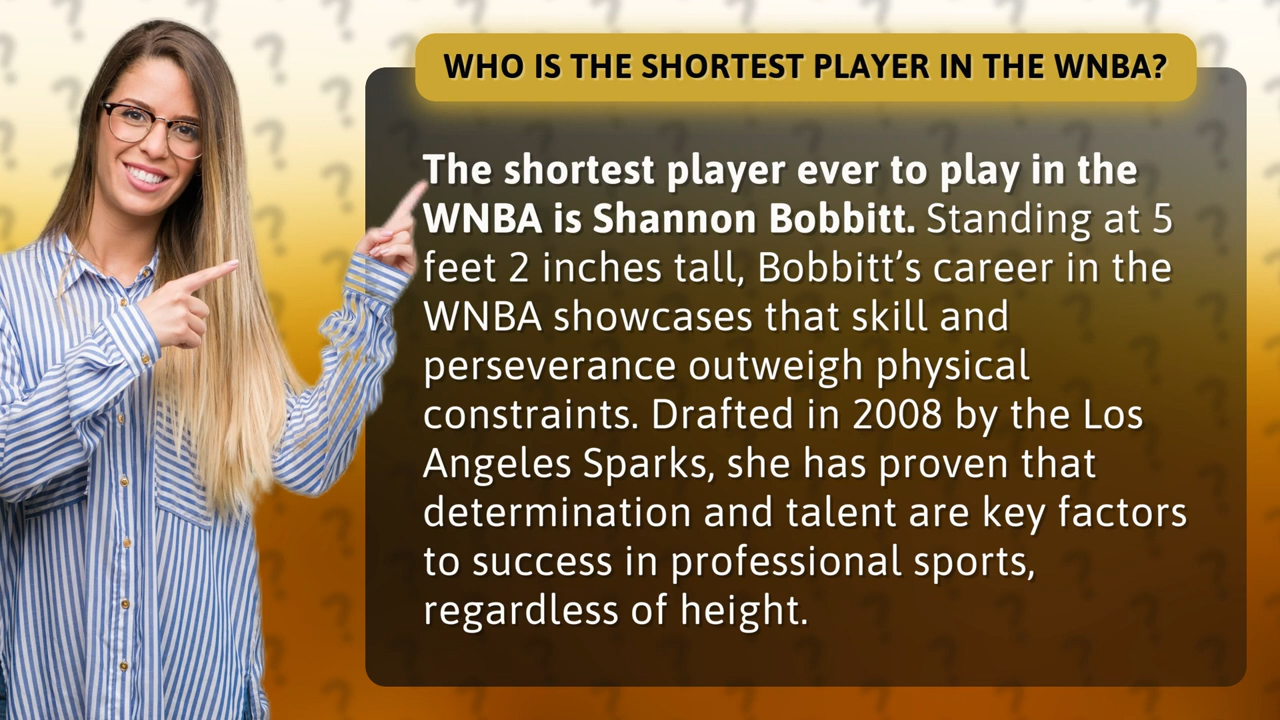 WHO IS THE SHORTEST PLAYER IN THE WNBA?
The shortest player ever to play in the
WNBA is Shannon Bobbitt. Standing at 5
feet 2 inches tall, Bobbitt’s career in the
WNBA showcases that skill and
perseverance outweigh physical
constraints. Drafted in 2008 by the Los
Angeles Sparks, she has proven that
determination and talent are key factors
to success in professional sports,
regardless of height.